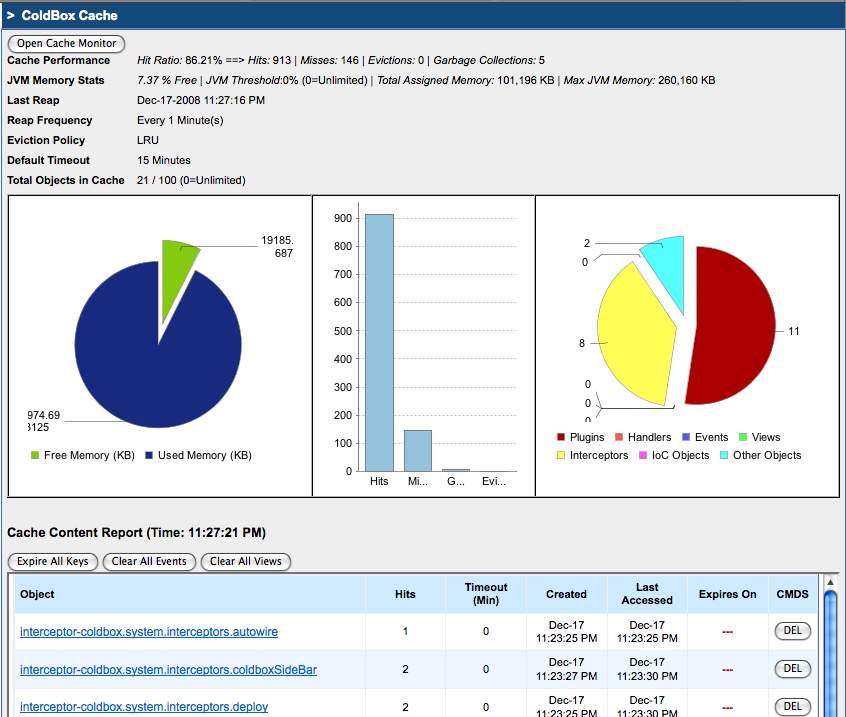 > ColdBox Cache
Open Cache Monitor
Cache Performance Hit Ratio: 86.21% ==> Hits: 913 | Misses: 146 | Evictions: 0 | Garbage Collections: 5
JVM Memory Stats 7.37 % Free | JVM Threshold:0% (0=Unlimited) | Total Assigned Memory: 101,196 KB | Max JVM Memory: 260,160 KB
Last Reap Dec-17-2008 11:27:16 PM
Reap Frequency Every 1 Minute(s)
Eviction Policy LRU
Default Timeout 15 Minutes
Total Objects in Cache 21 / 100 (0=Unlimited)
19185.
687
974.69
3125
Free Memory (KB) Used Memory (KB)
900
800
700
600
500
400
300
200
100
0
Hits Mi... G... Evi...
2
0
11
8
0
0
0
Plugins Handlers Events Views
Interceptors IoC Objects Other Objects
Cache Content Report (Time: 11:27:21 PM)
Expire All Keys Clear All Events Clear All Views
Object Hits Timeout (Min) Created Last Accessed Expires On CMDS
interceptor-coldbox.system.interceptors.autowire 1 0 Dec-17 11:23:25 PM Dec-17 11:23:25 PM --- DEL
interceptor-coldbox.system.interceptors.coldboxSideBar 2 0 Dec-17 11:23:27 PM Dec-17 11:23:30 PM --- DEL
interceptor-coldbox.system.interceptors.deploy 2 0 Dec-17 11:23:25 PM Dec-17 11:23:30 PM --- DEL